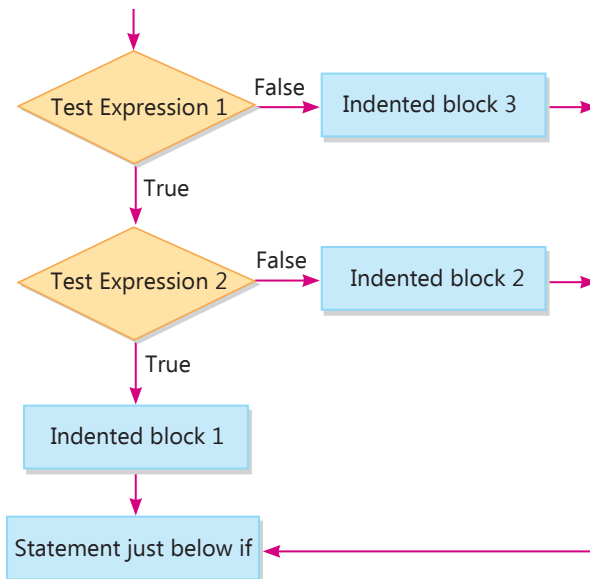 Test Expression 1
False
Indented block 3
True
Test Expression 2
False
Indented block 2
True
Indented block 1
Statement just below if